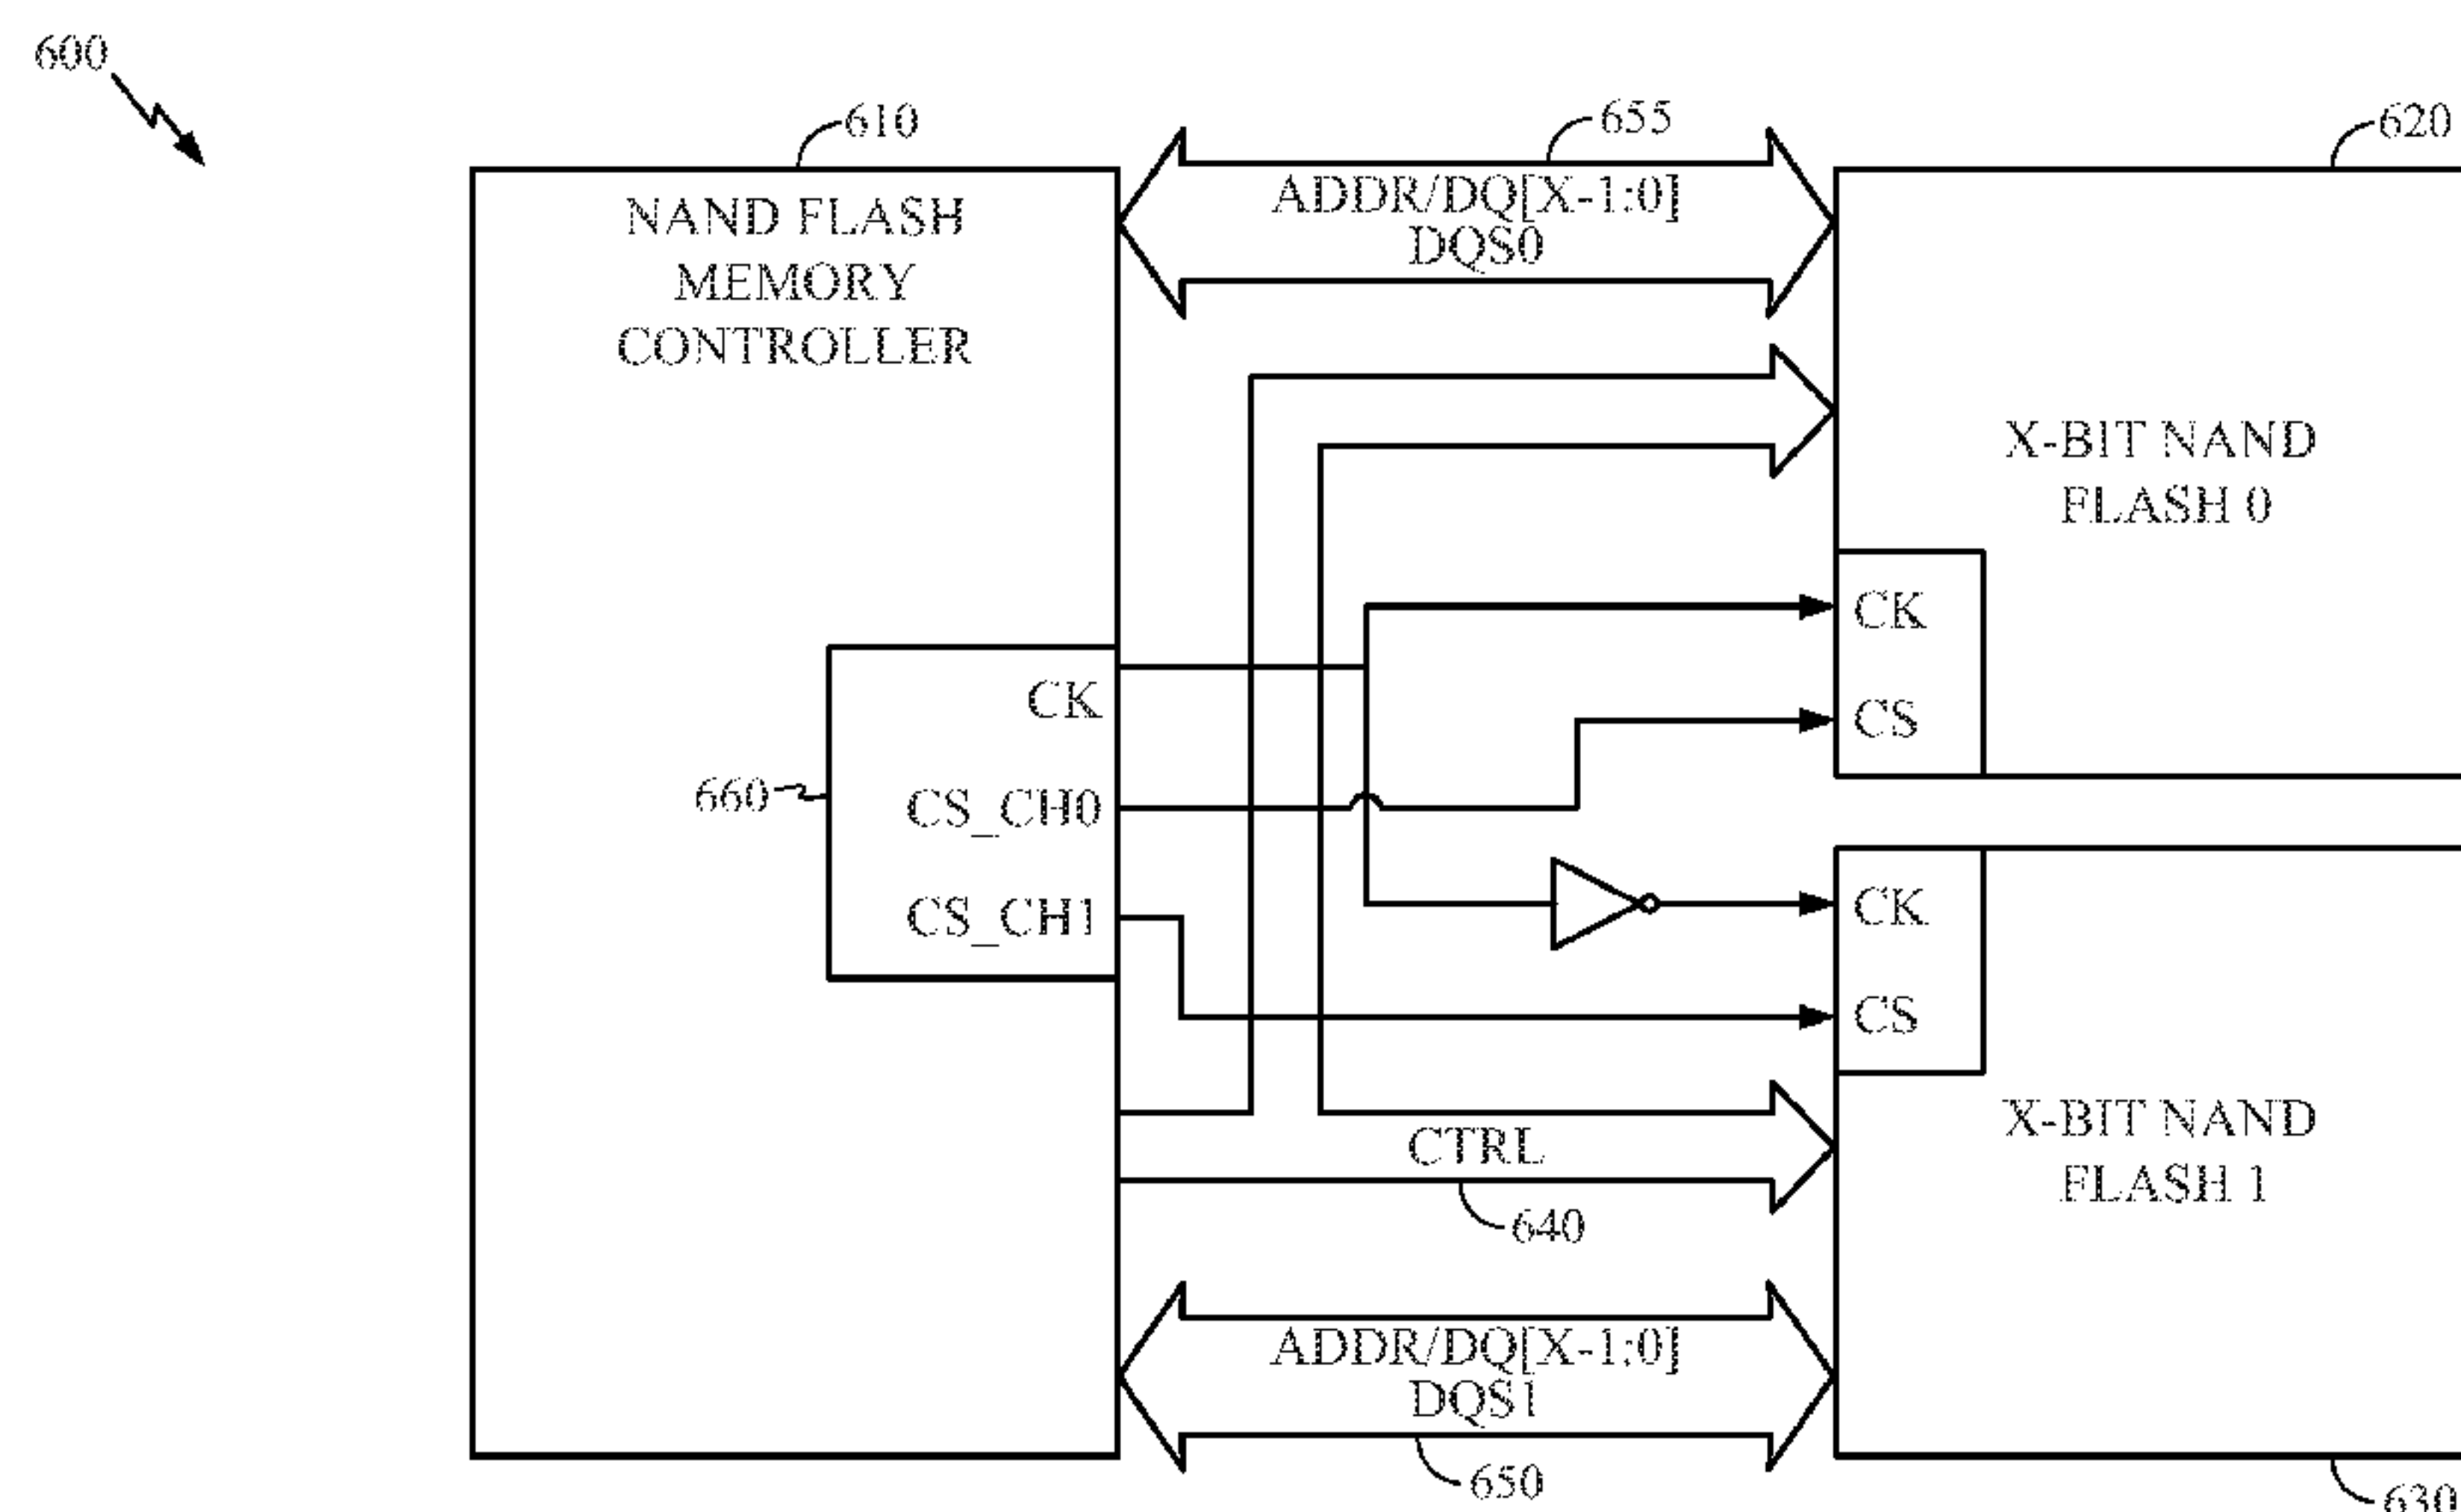 600
610
655
620
NAND FLASH
MEMORY
CONTROLLER
ADDR/DQ[X-1:0]
DQS0
X-BIT NAND
FLASH 0
CK
CS
CK
660
CS_CH0
CS_CH1
CK
CS
CTRL
640
X-BIT NAND
FLASH 1
ADDR/DQ[X-1:0]
DQS1
650
630